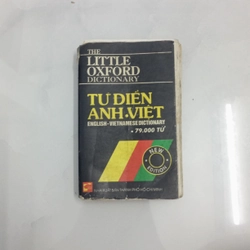 THE
LITTLE
OXFORD
DICTIONARY
TỪ ĐIỂN
ANH-VIỆT
ENGLISH-VIETNAMESE DICTIONARY
• 79.000 TỪ
NEW
EDITION